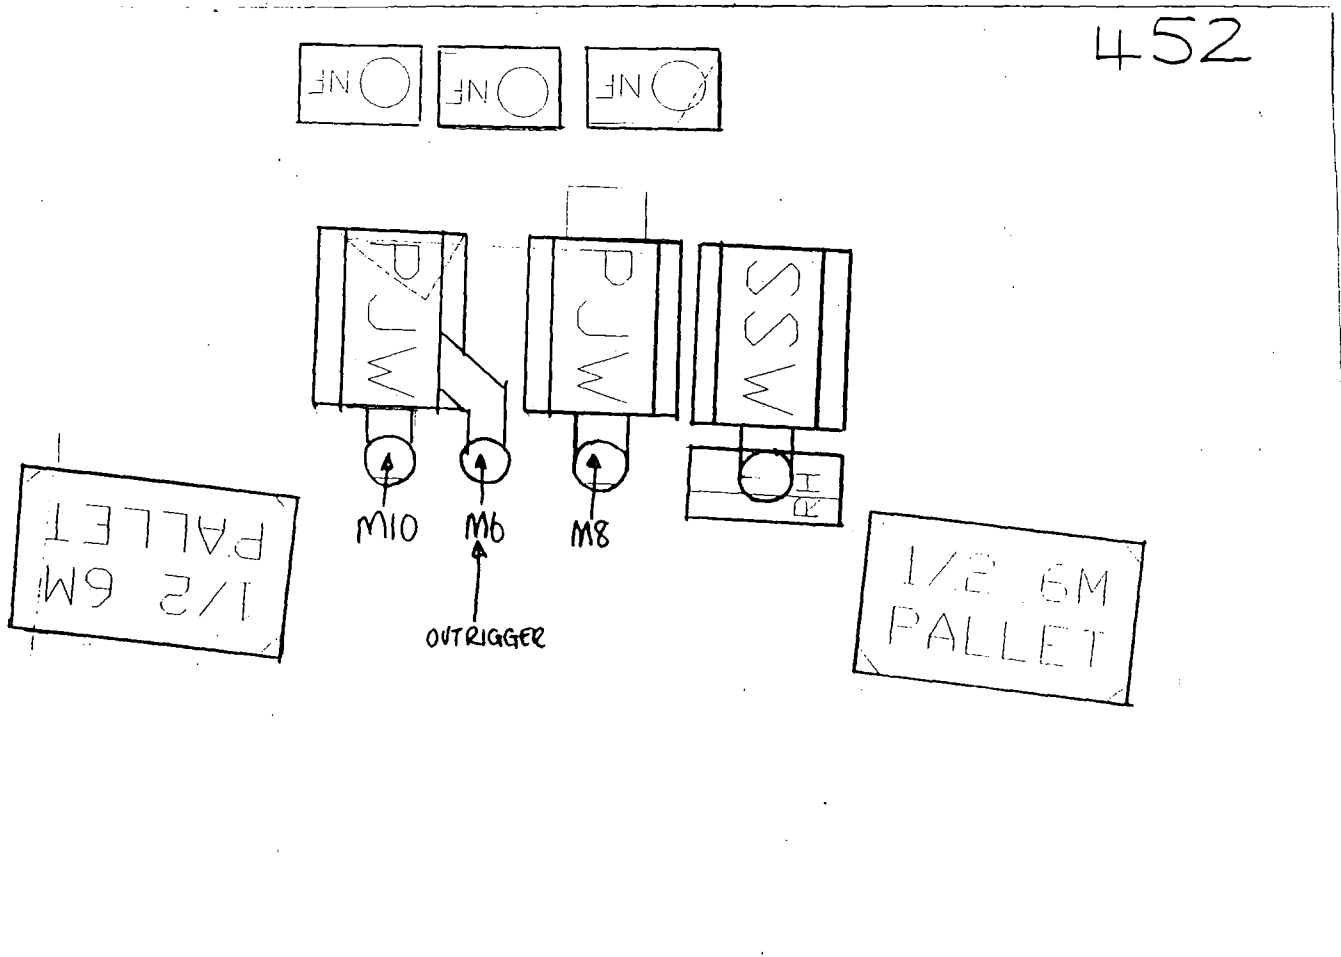 452
NF
NF
NF
PJW
PJW
SSW
RH
M10
M6
M8
OUTRIGGER
1/2 6M
PALLET
1/2 6M
PALLET